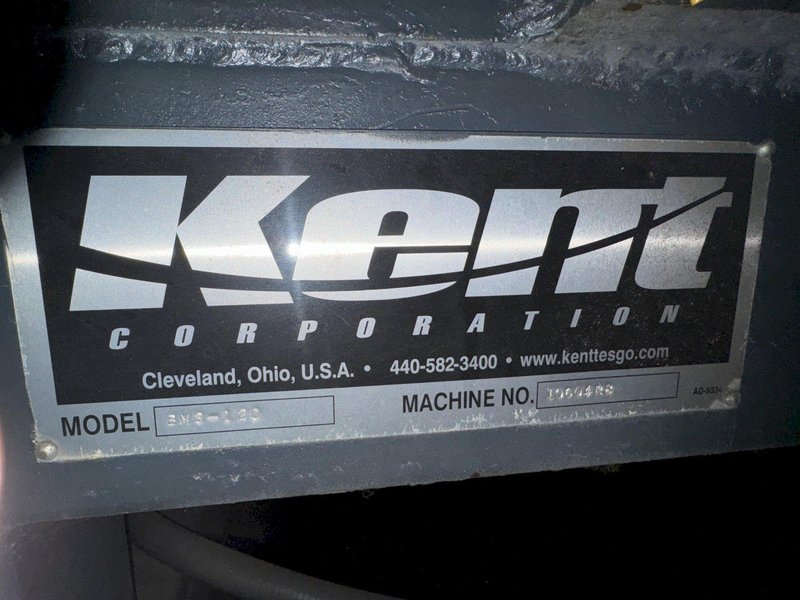 Kent
CORPORATION
Cleveland, Ohio, U.S.A. • 440-582-3400 • www.kenttesgo.com
MODEL MACHINE NO.